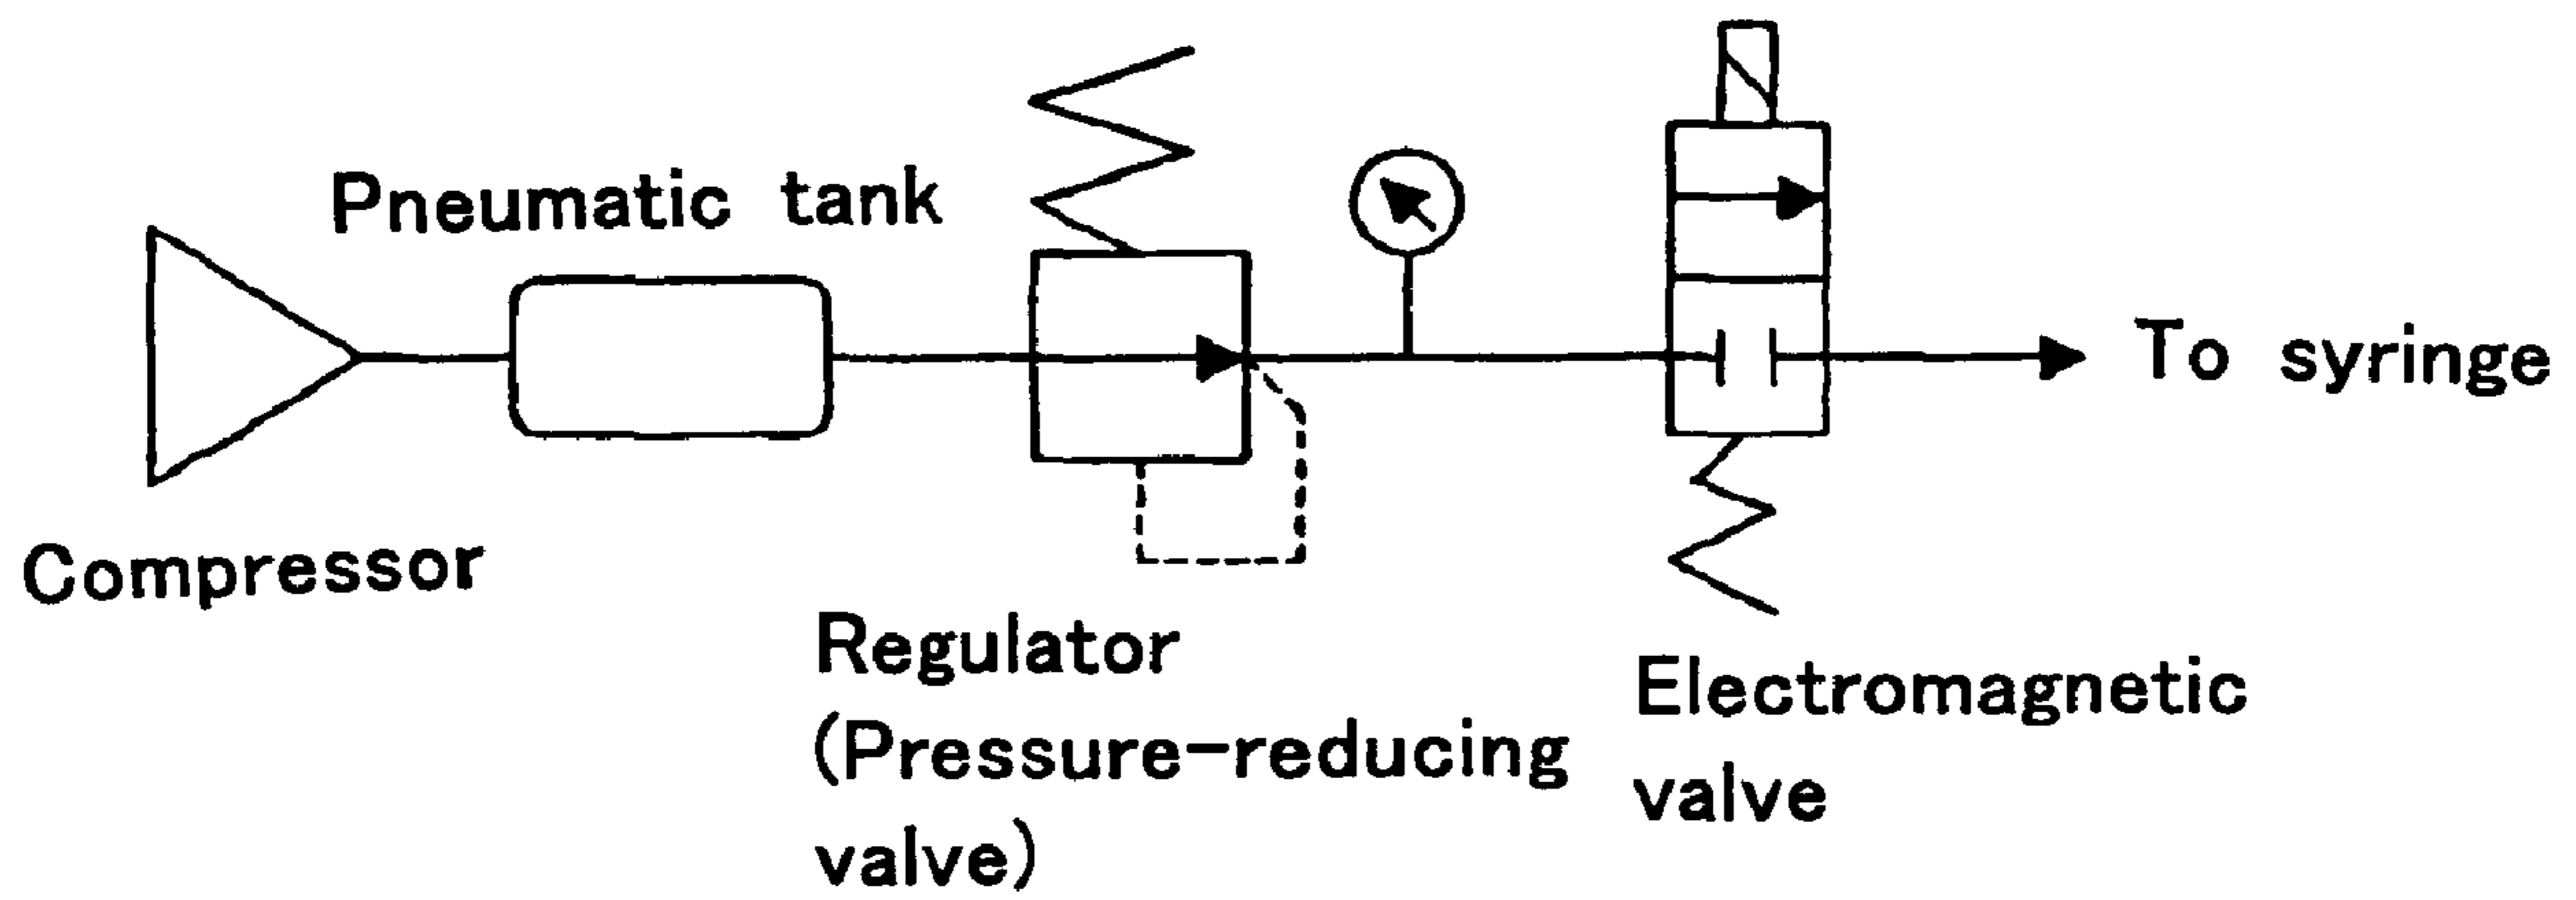 Pneumatic tank
Compressor
To syringe
Regulator
(Pressure-reducing
valve)
Electromagnetic
valve